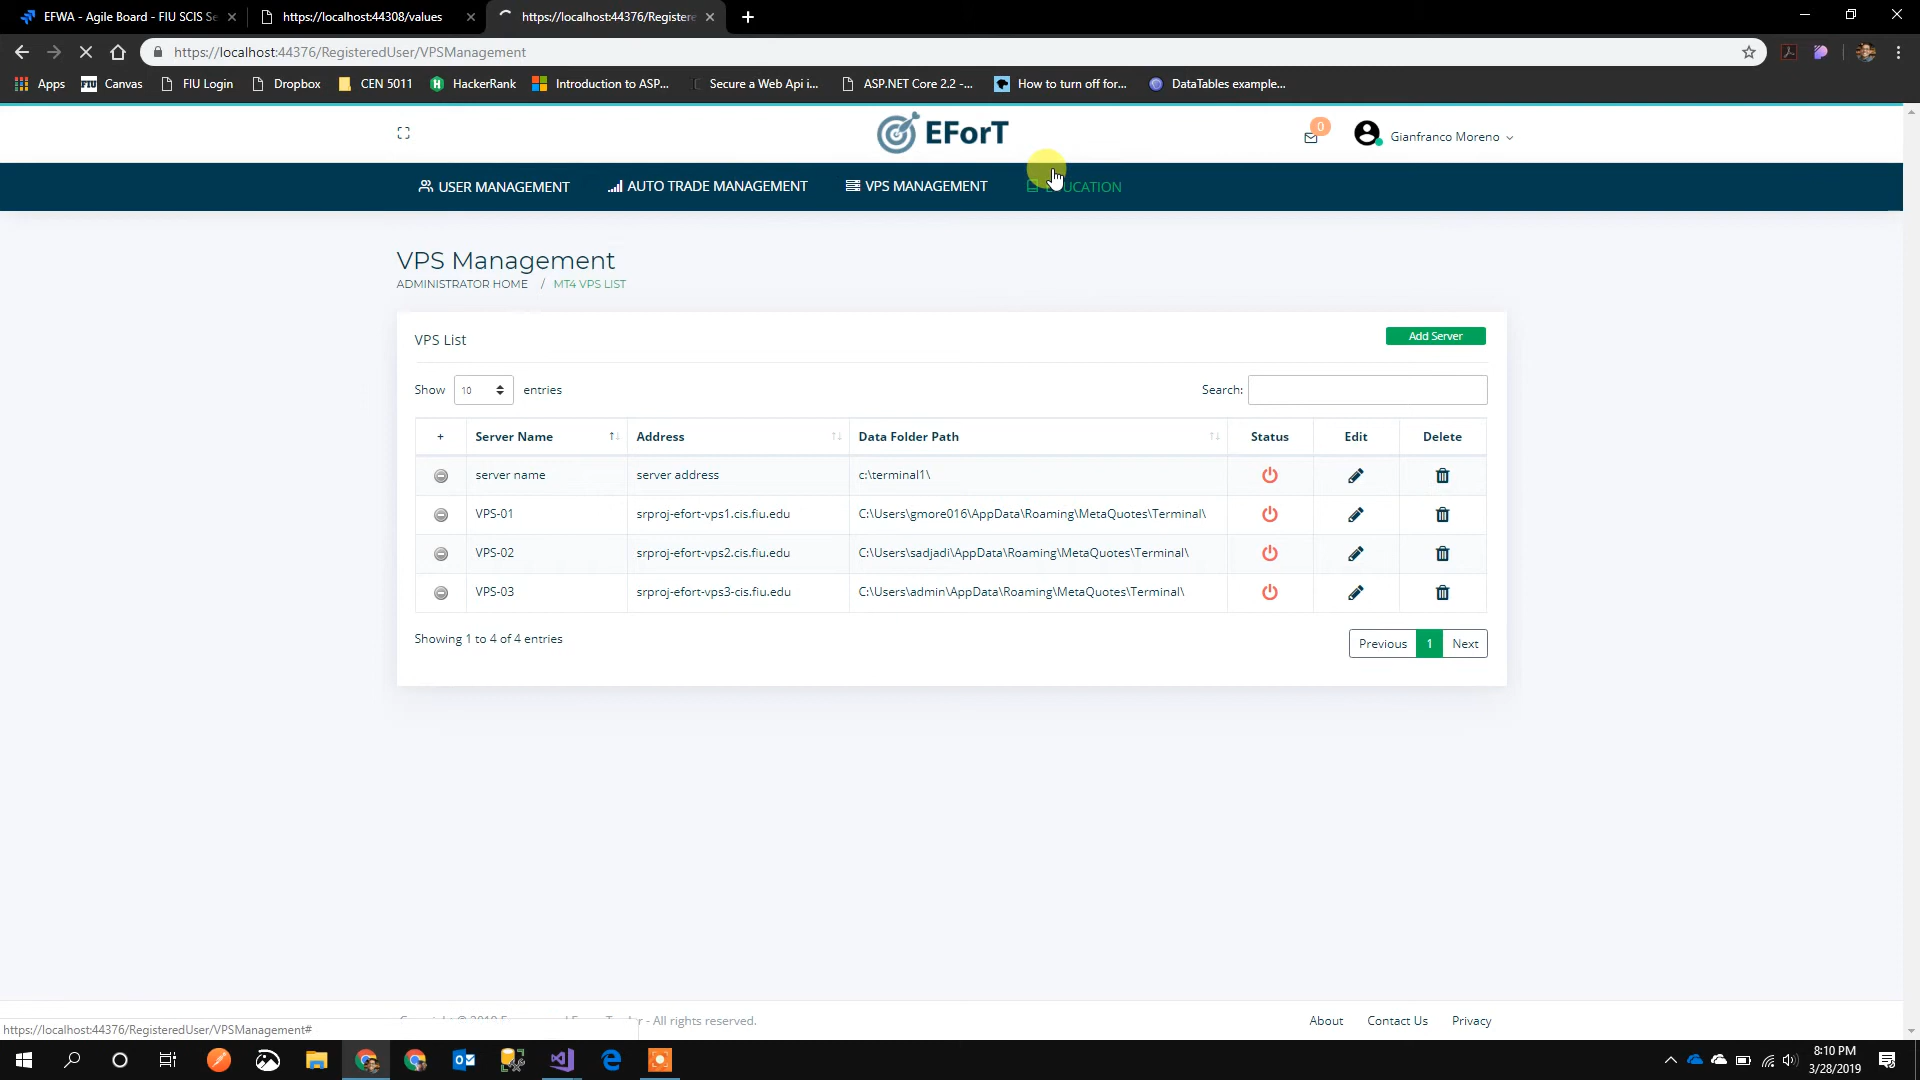 EFWA - Agile Board - FIU SCIS Se
https://localhost:44308/values
https://localhost:44376/Registere
https://localhost:44376/RegisteredUser/VPSManagement
Apps
Canvas
FIU Login
Dropbox
CEN 5011
HackerRank
Introduction to ASP...
Secure a Web Api i...
ASP.NET Core 2.2 -...
How to turn off for...
DataTables example...
EForT
0
Gianfranco Moreno
USER MANAGEMENT
AUTO TRADE MANAGEMENT
VPS MANAGEMENT
UCATION
VPS Management
ADMINISTRATOR HOME / MT4 VPS LIST
VPS List
Add Server
Show 10 entries
Search:
+ Server Name Address Data Folder Path Status Edit Delete
server name server address c:\terminal1\
VPS-01 srproj-efort-vps1.cis.fiu.edu C:\Users\gmore016\AppData\Roaming\MetaQuotes\Terminal\
VPS-02 srproj-efort-vps2.cis.fiu.edu C:\Users\sadjadi\AppData\Roaming\MetaQuotes\Terminal\
VPS-03 srproj-efort-vps3-cis.fiu.edu C:\Users\admin\AppData\Roaming\MetaQuotes\Terminal\
Showing 1 to 4 of 4 entries
Previous 1 Next
- All rights reserved.
About
Contact Us
Privacy
https://localhost:44376/RegisteredUser/VPSManagement#
8:10 PM
3/28/2019